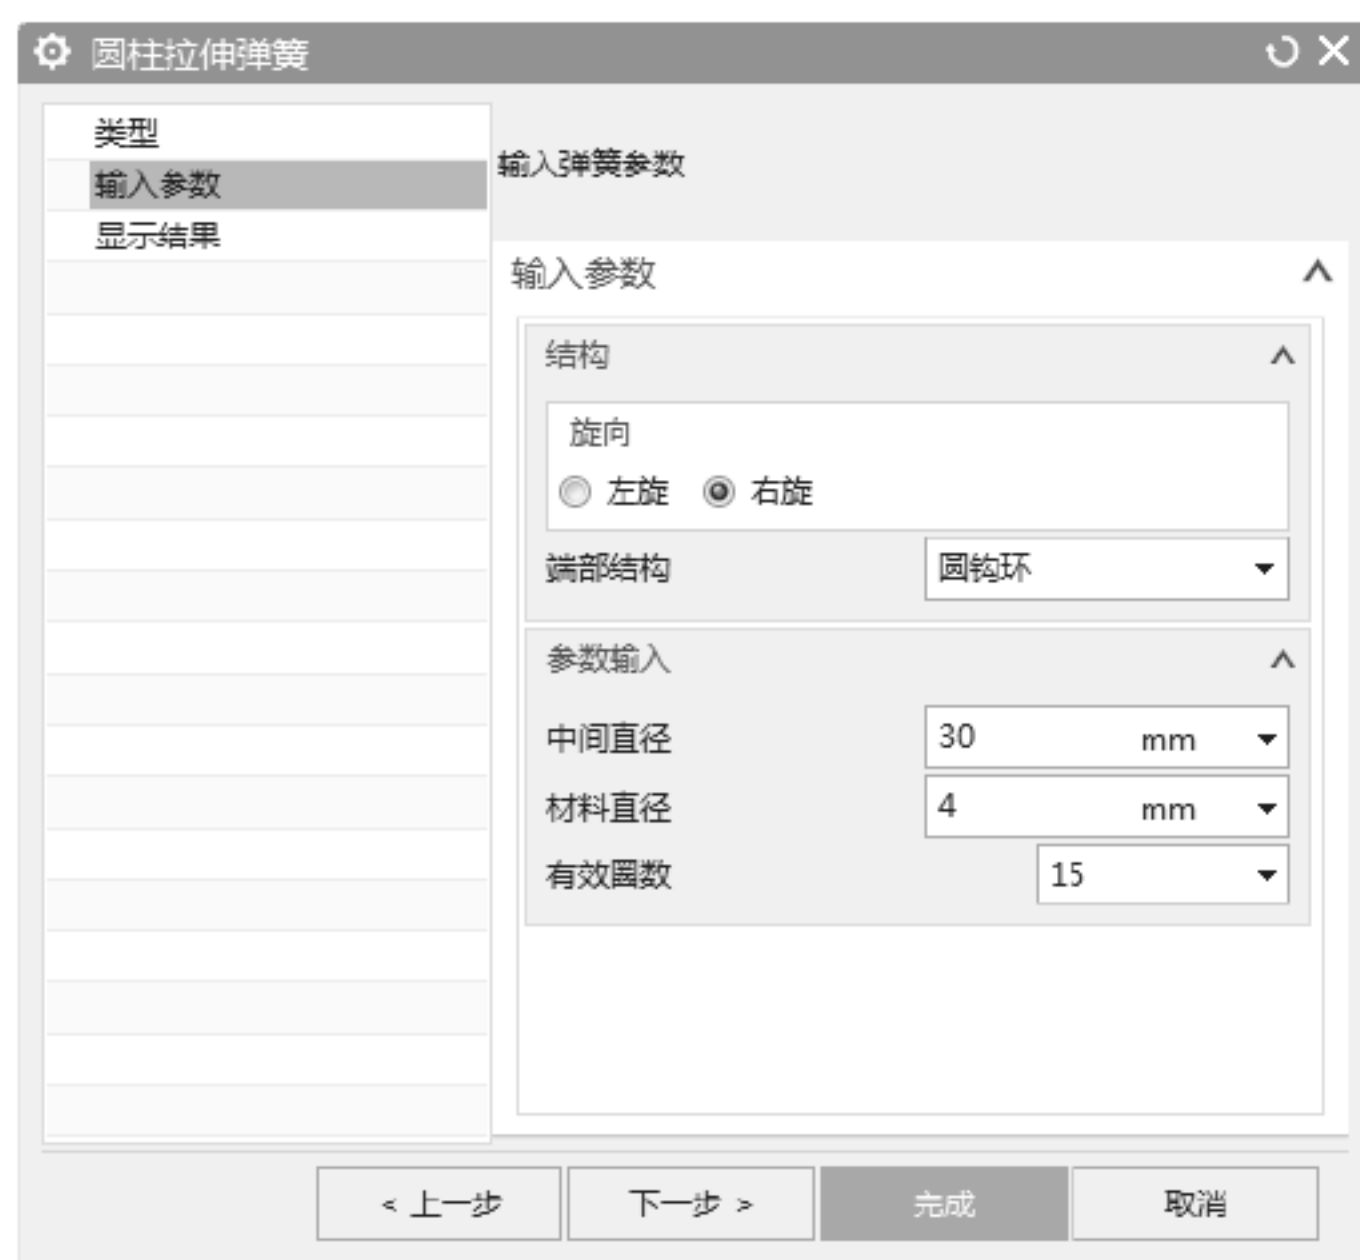 圆柱拉伸弹簧
类型
输入参数
显示结果
输入弹簧参数
输入参数
结构
旋向
左旋 右旋
端部结构 圆钩环
参数输入
中间直径 30 mm
材料直径 4 mm
有效圈数 15
< 上一步 下一步 > 完成 取消